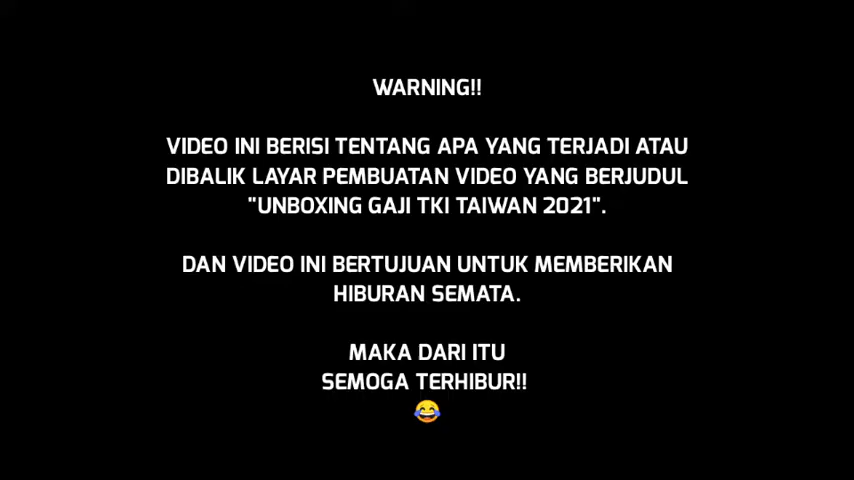 WARNING!!
VIDEO INI BERISI TENTANG APA YANG TERJADI ATAU
DIBALIK LAYAR PEMBUATAN VIDEO YANG BERJUDUL
"UNBOXING GAJI TKI TAIWAN 2021".
DAN VIDEO INI BERTUJUAN UNTUK MEMBERIKAN
HIBURAN SEMATA.
MAKA DARI ITU
SEMOGA TERHIBUR!!
😂